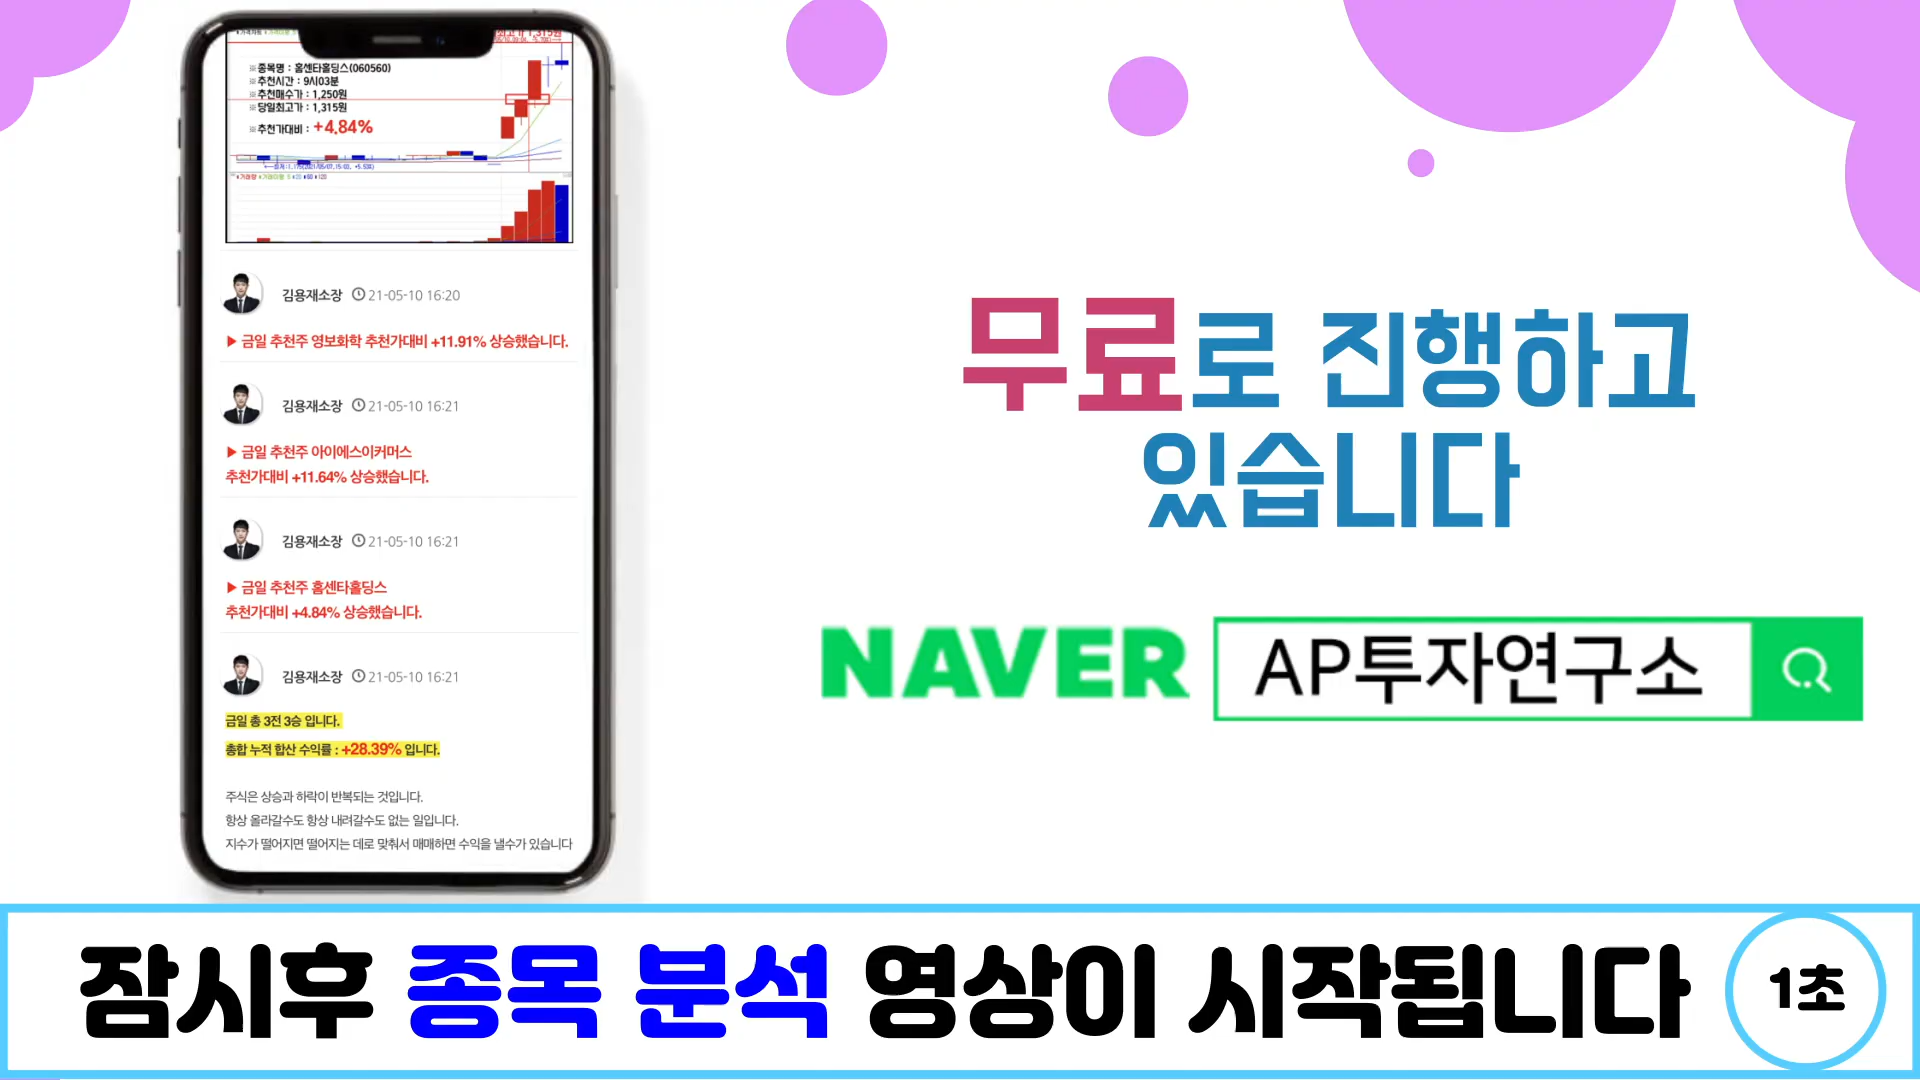 ※종목명 : 홈센타홀딩스(060560)
※추천시간 : 9시03분
※추천매수가 : 1,250원
※당일최고가 : 1,315원
※추천가대비 : +4.84%
김용재소장 21-05-10 16:20
▶ 금일 추천주 영보화학 추천가대비 +11.91% 상승했습니다.
김용재소장 21-05-10 16:21
▶ 금일 추천주 아이에스이커머스
추천가대비 +11.64% 상승했습니다.
김용재소장 21-05-10 16:21
▶ 금일 추천주 홈센타홀딩스
추천가대비 +4.84% 상승했습니다.
김용재소장 21-05-10 16:21
금일 총 3전 3승 입니다.
총합 누적 합산 수익률 : +28.39% 입니다.
주식은 상승과 하락이 반복되는 것입니다.
항상 올라갈수도 항상 내려갈수도 없는 일입니다.
지수가 떨어지면 떨어지는 데로 맞춰서 매매하면 수익을 낼수가 있습니다
무료로 진행하고
있습니다
NAVER AP투자연구소
잠시후 종목 분석 영상이 시작됩니다 1초